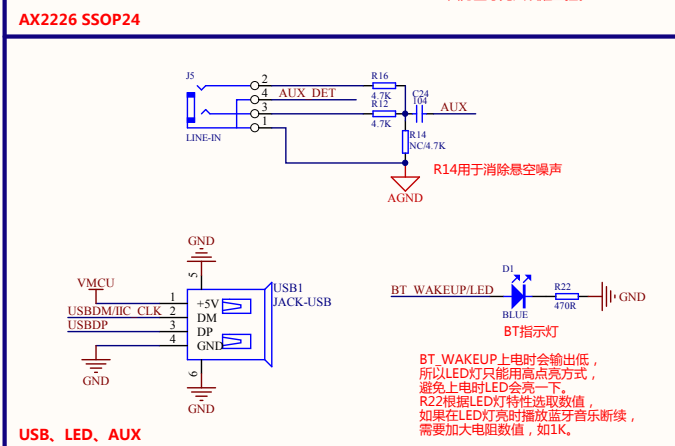 AX2226 SSOP24
J5
2
4
AUX DET
3
1
LINE-IN
R16
4.7K
R12
4.7K
C24
104
AUX
R14
NC/4.7K
R14用于消除悬空噪声
AGND
GND
5
VMCU
USB1
JACK-USB
1
+5V
USBDM/IIC CLK
2
DM
USBDP
3
DP
4
GND
GND
6
GND
D1
BT WAKEUP/LED
R22
470R
GND
BLUE
BT指示灯
BT_WAKEUP上电时会输出低，
所以LED灯只能用高点亮方式，
避免上电时LED会亮一下。
R22根据LED灯特性选取数值，
如果在LED灯亮时播放蓝牙音乐断续，
需要加大电阻数值，如1K。
USB、LED、AUX